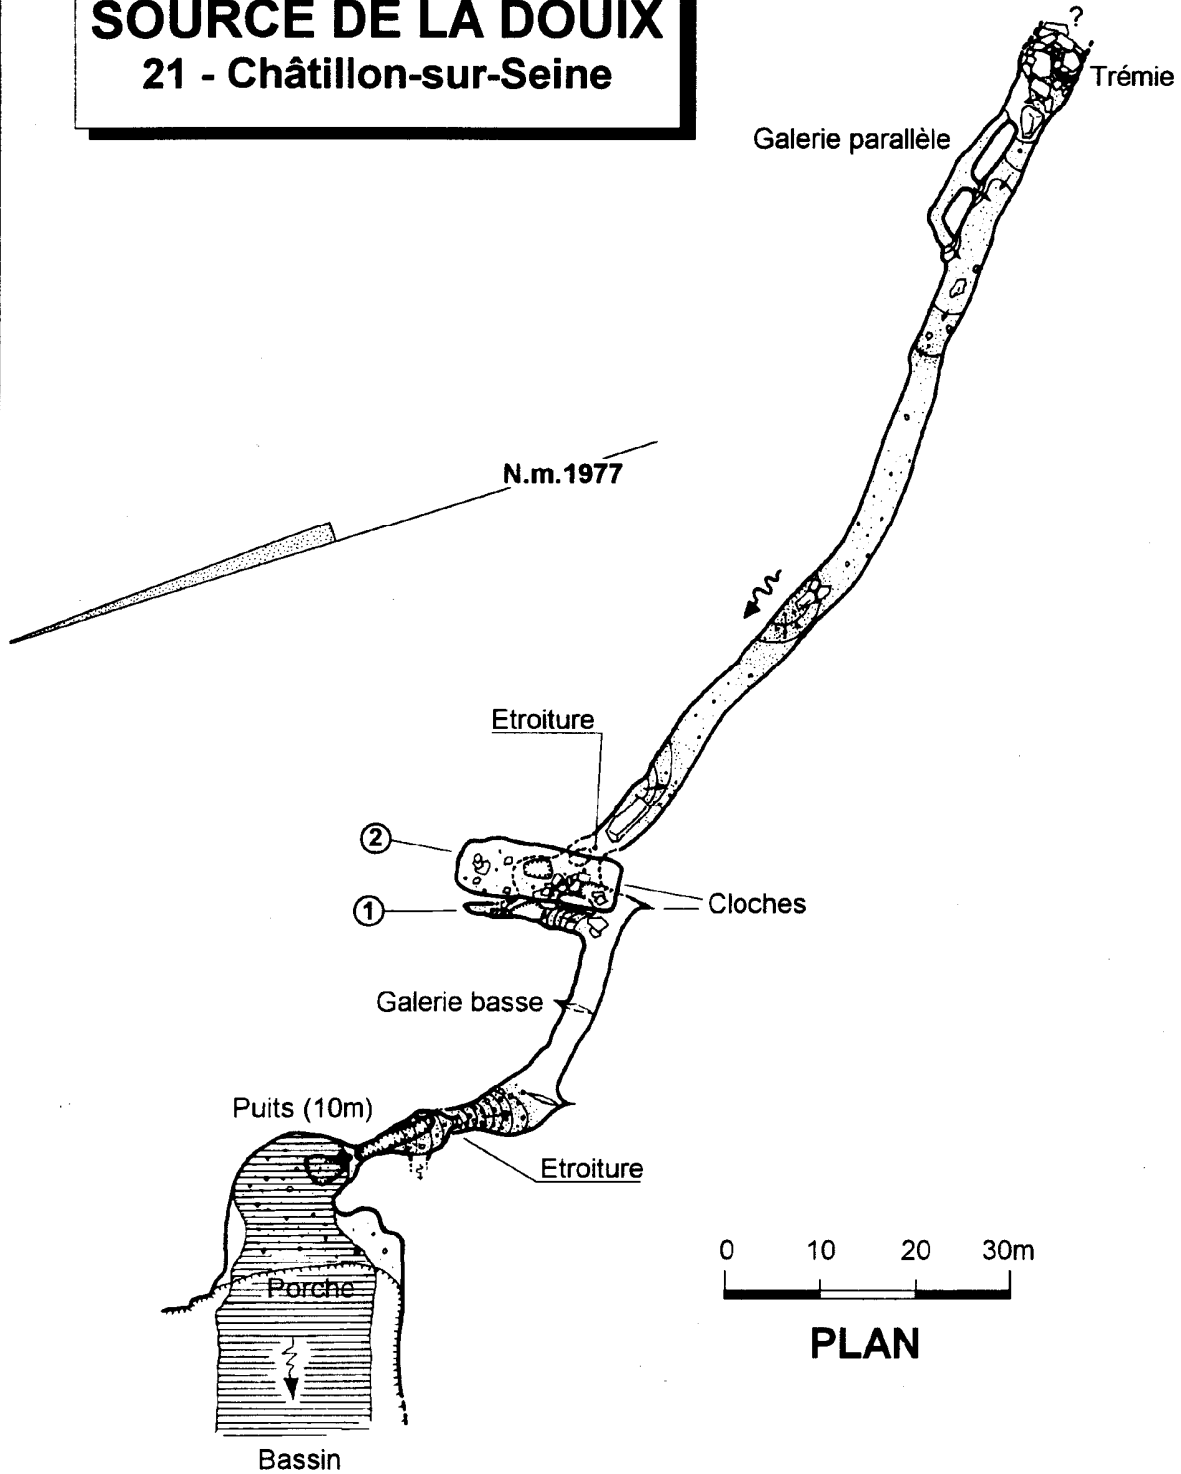 SOURCE DE LA DOUIX
21 - Châtillon-sur-Seine
?
Trémie
Galerie parallèle
N.m.1977
Etroiture
2
1
Cloches
Galerie basse
Puits (10m)
Etroiture
Porche
0 10 20 30m
PLAN
Bassin